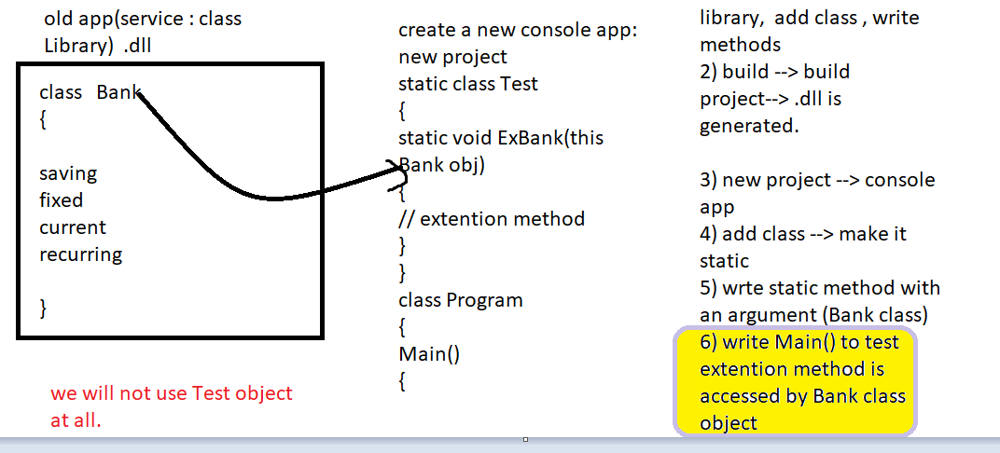 old app(service : class
Library)  .dll
class   Bank
{
saving
fixed
current
recurring
}
we will not use Test object
at all.
create a new console app:
new project
static class Test
{
static void ExBank(this
Bank obj)
{
// extention method
}
}
class Program
{
Main()
{
library,  add class , write
methods
2) build --> build
project--> .dll is
generated.
3) new project --> console
app
4) add class --> make it
static
5) wrte static method with
an argument (Bank class)
6) write Main() to test
extention method is
accessed by Bank class
object